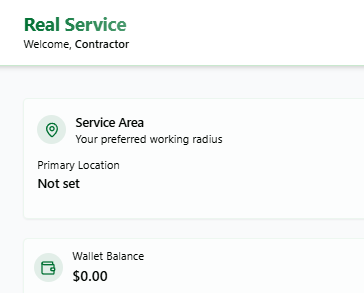 Real Service
Welcome, Contractor
Service Area
Your preferred working radius
Primary Location
Not set
Wallet Balance
$0.00